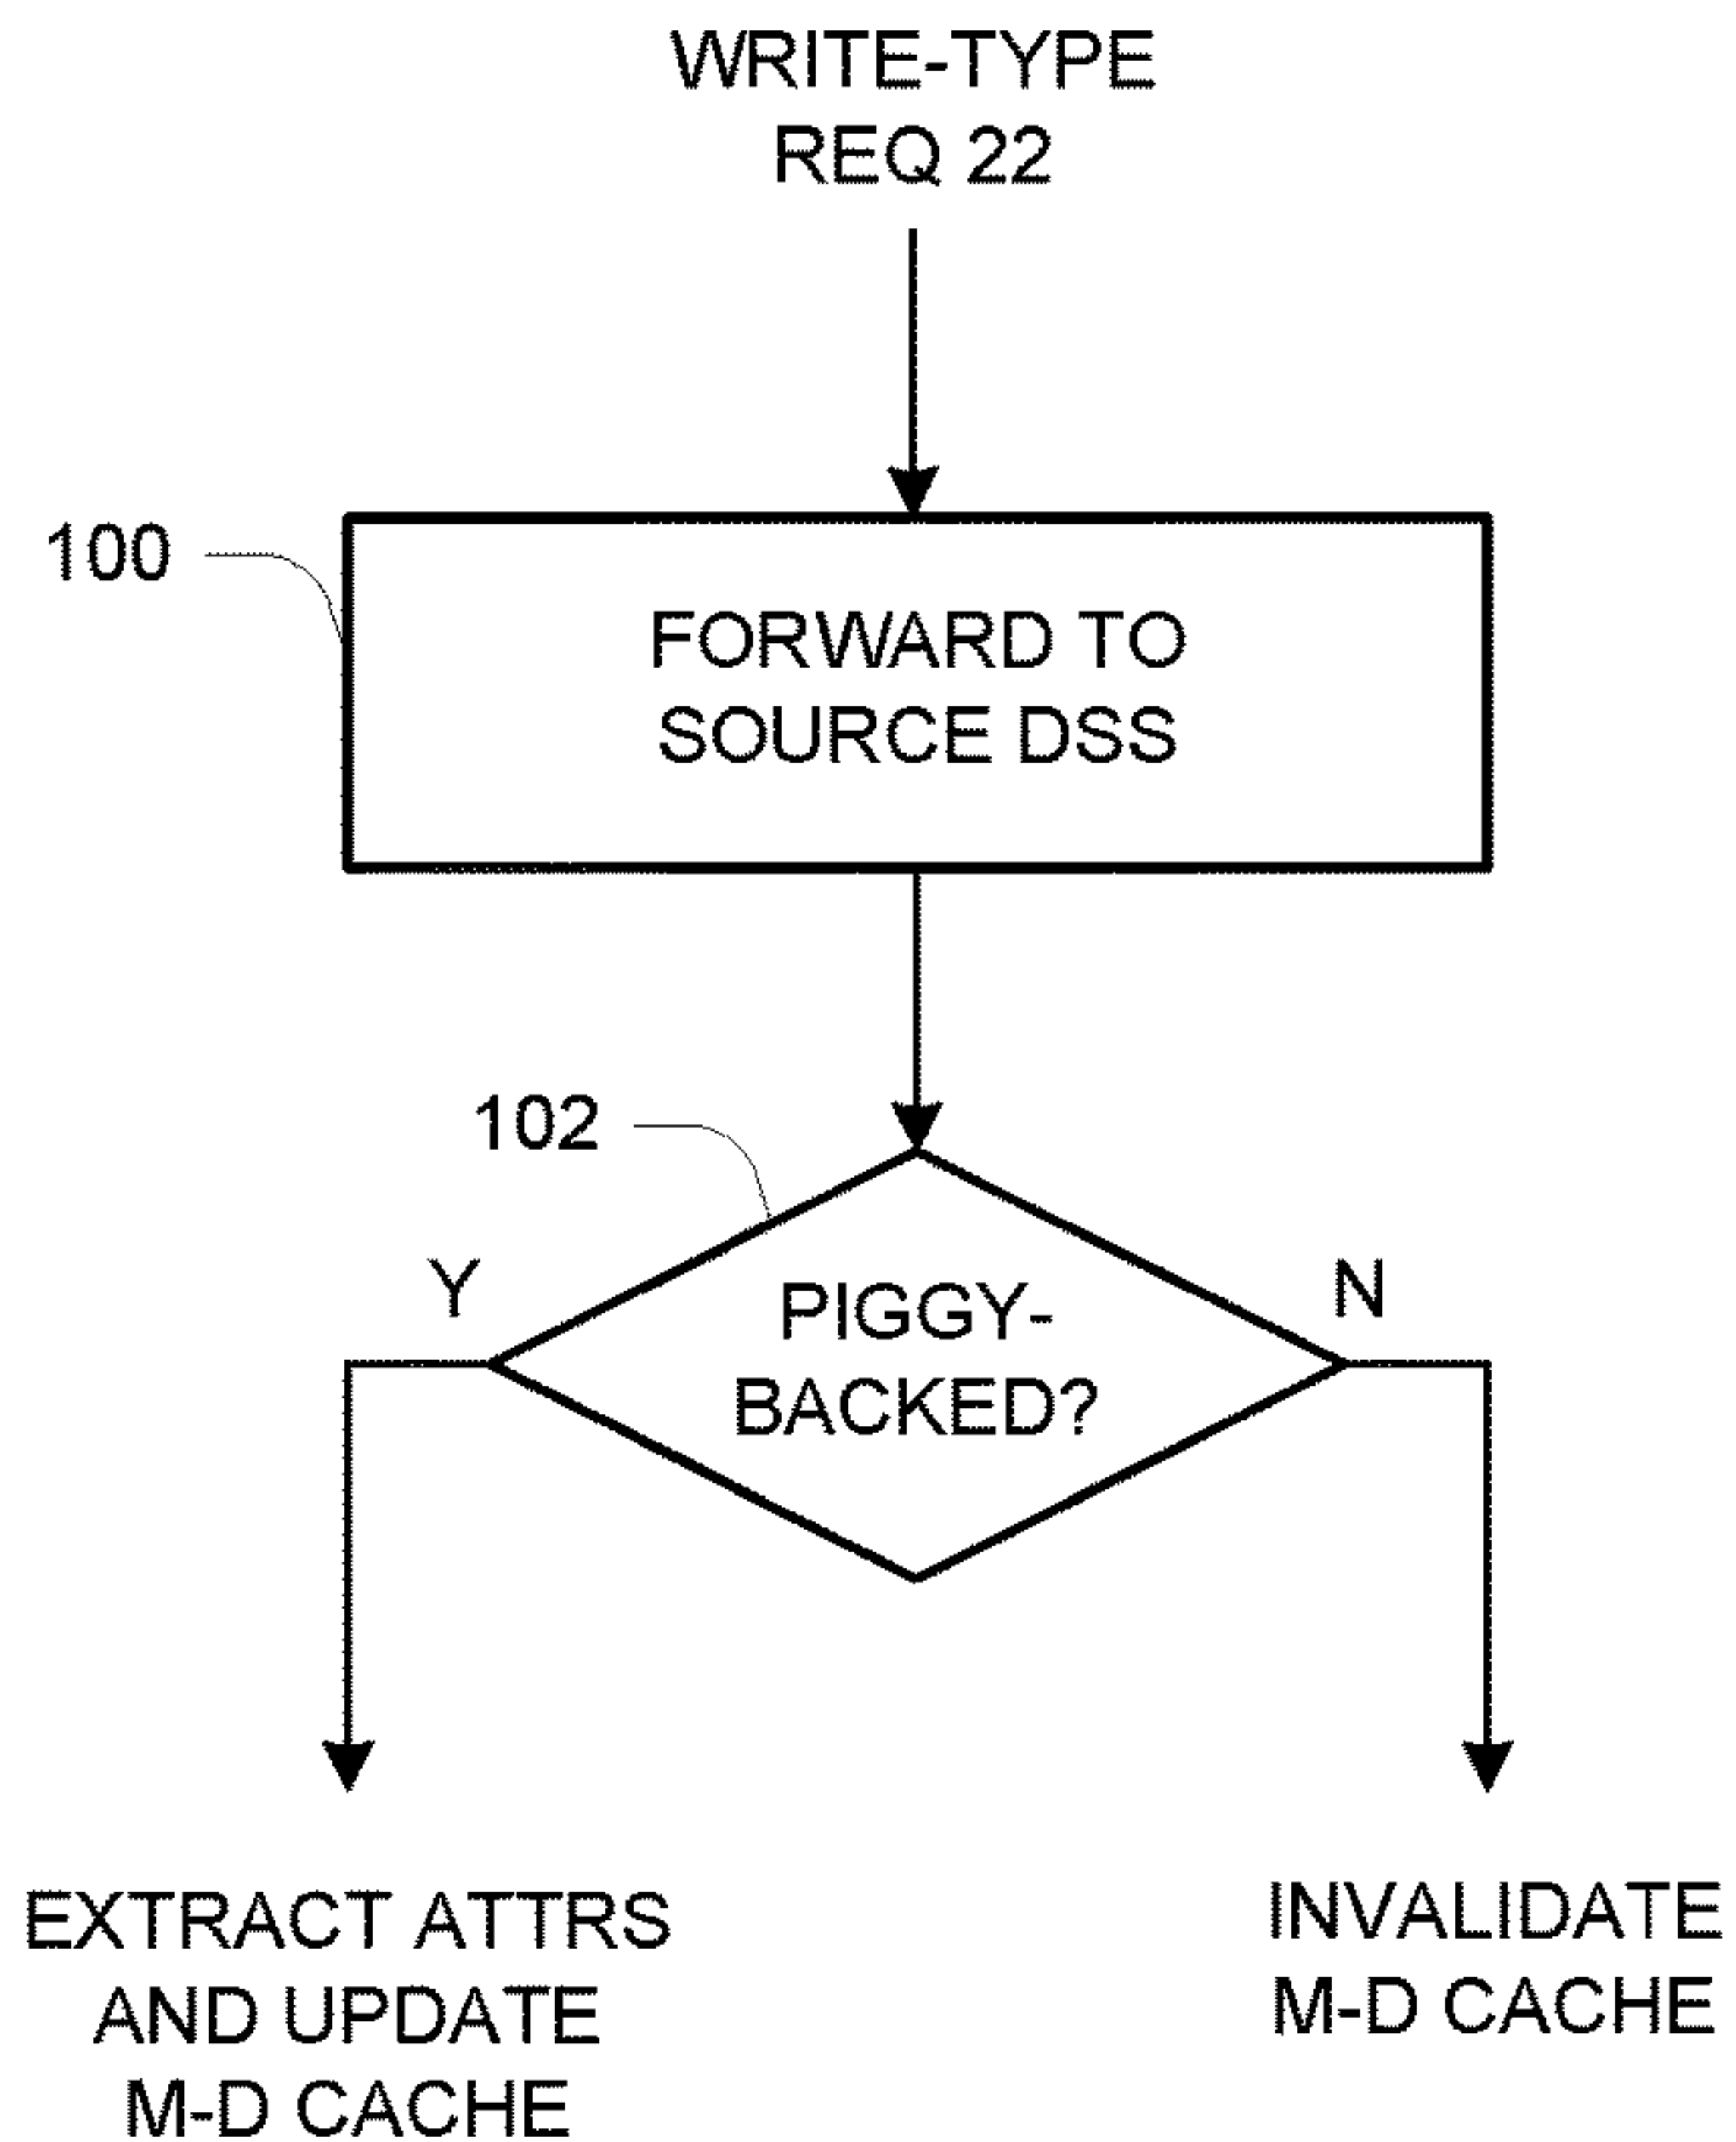 WRITE-TYPE
REQ 22
100
FORWARD TO
SOURCE DSS
102
Y
N
PIGGY-
BACKED?
EXTRACT ATTRS
AND UPDATE
M-D CACHE
INVALIDATE
M-D CACHE